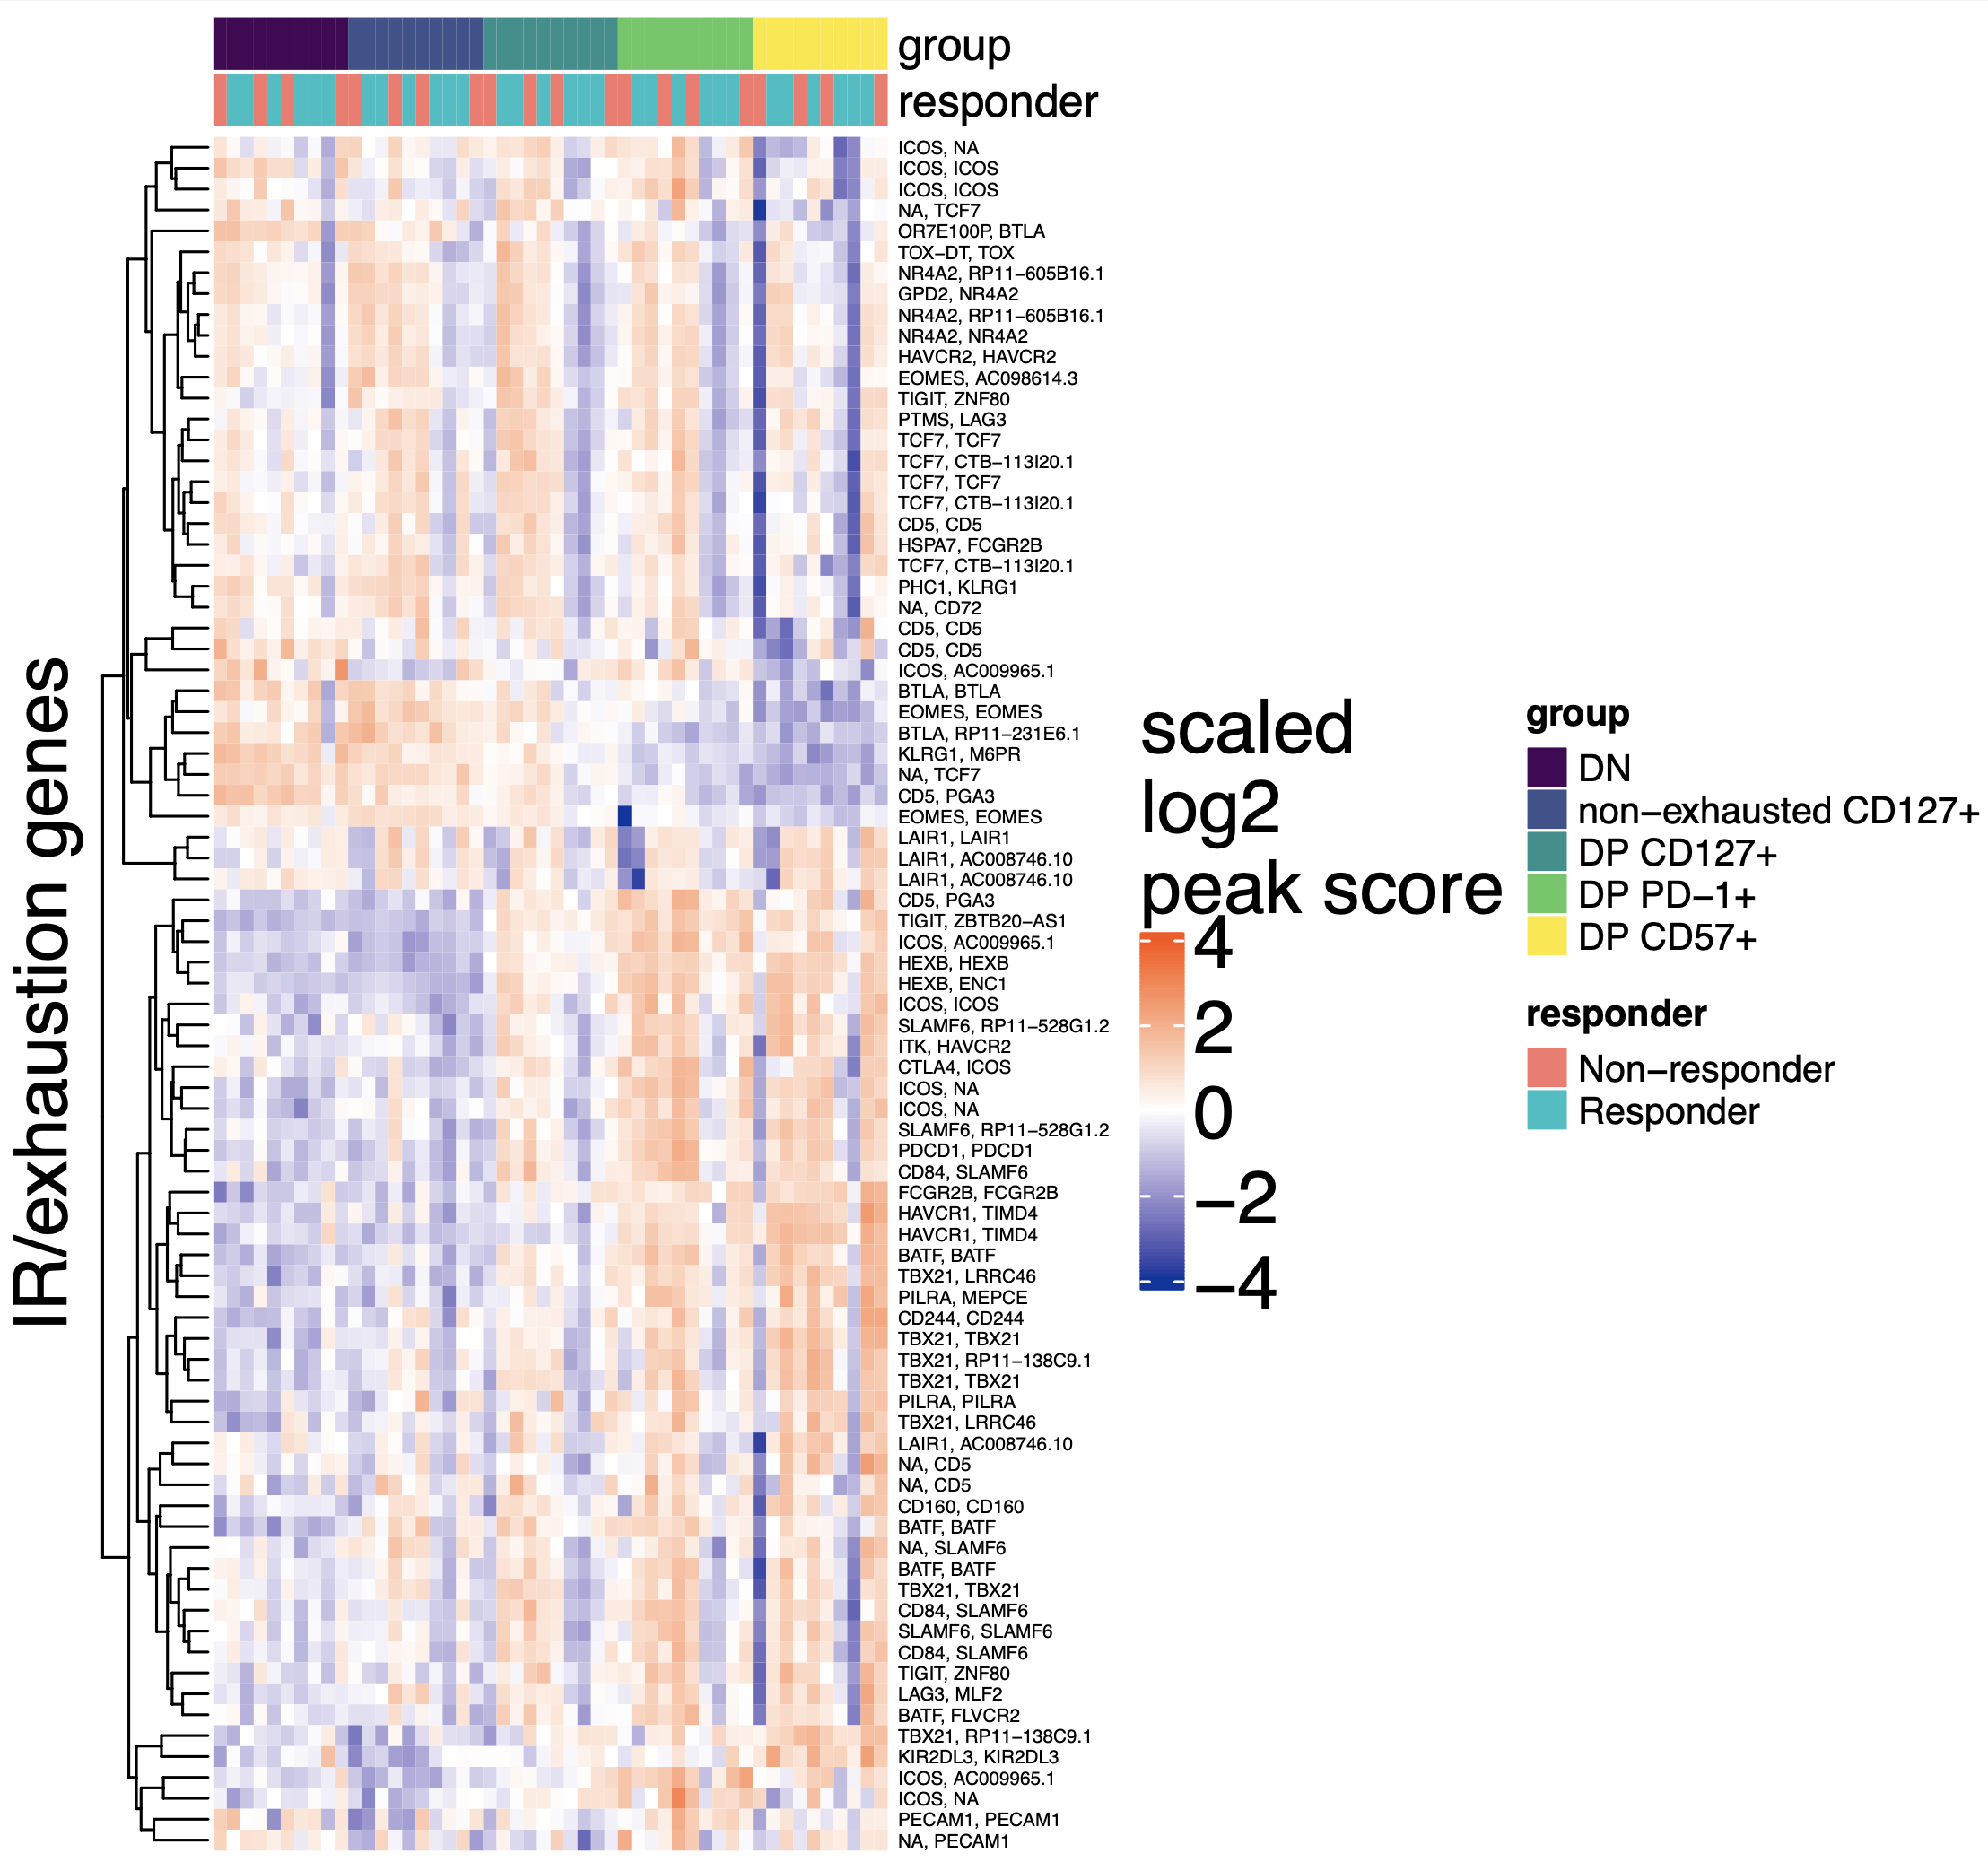 group
responder
ICOS, NA
ICOS, ICOS
ICOS, ICOS
NA, TCF7
OR7E100P, BTLA
TOX−DT, TOX
NR4A2, RP11−605B16.1
GPD2, NR4A2
NR4A2, RP11−605B16.1
NR4A2, NR4A2
HAVCR2, HAVCR2
EOMES, AC098614.3
TIGIT, ZNF80
PTMS, LAG3
TCF7, TCF7
TCF7, CTB−113I20.1
TCF7, TCF7
TCF7, CTB−113I20.1
CD5, CD5
HSPA7, FCGR2B
TCF7, CTB−113I20.1
PHC1, KLRG1
NA, CD72
CD5, CD5
CD5, CD5
ICOS, AC009965.1
BTLA, BTLA
EOMES, EOMES
BTLA, RP11−231E6.1
KLRG1, M6PR
NA, TCF7
CD5, PGA3
EOMES, EOMES
LAIR1, LAIR1
LAIR1, AC008746.10
LAIR1, AC008746.10
CD5, PGA3
TIGIT, ZBTB20−AS1
ICOS, AC009965.1
HEXB, HEXB
HEXB, ENC1
ICOS, ICOS
SLAMF6, RP11−528G1.2
ITK, HAVCR2
CTLA4, ICOS
ICOS, NA
ICOS, NA
SLAMF6, RP11−528G1.2
PDCD1, PDCD1
CD84, SLAMF6
FCGR2B, FCGR2B
HAVCR1, TIMD4
HAVCR1, TIMD4
BATF, BATF
TBX21, LRRC46
PILRA, MEPCE
CD244, CD244
TBX21, TBX21
TBX21, RP11−138C9.1
TBX21, TBX21
PILRA, PILRA
TBX21, LRRC46
LAIR1, AC008746.10
NA, CD5
NA, CD5
CD160, CD160
BATF, BATF
NA, SLAMF6
BATF, BATF
TBX21, TBX21
CD84, SLAMF6
SLAMF6, SLAMF6
CD84, SLAMF6
TIGIT, ZNF80
LAG3, MLF2
BATF, FLVCR2
TBX21, RP11−138C9.1
KIR2DL3, KIR2DL3
ICOS, AC009965.1
ICOS, NA
PECAM1, PECAM1
NA, PECAM1
IR/exhaustion genes
scaled
log2
peak score
4
2
0
−2
−4
group
DN
non−exhausted CD127+
DP CD127+
DP PD−1+
DP CD57+
responder
Non−responder
Responder